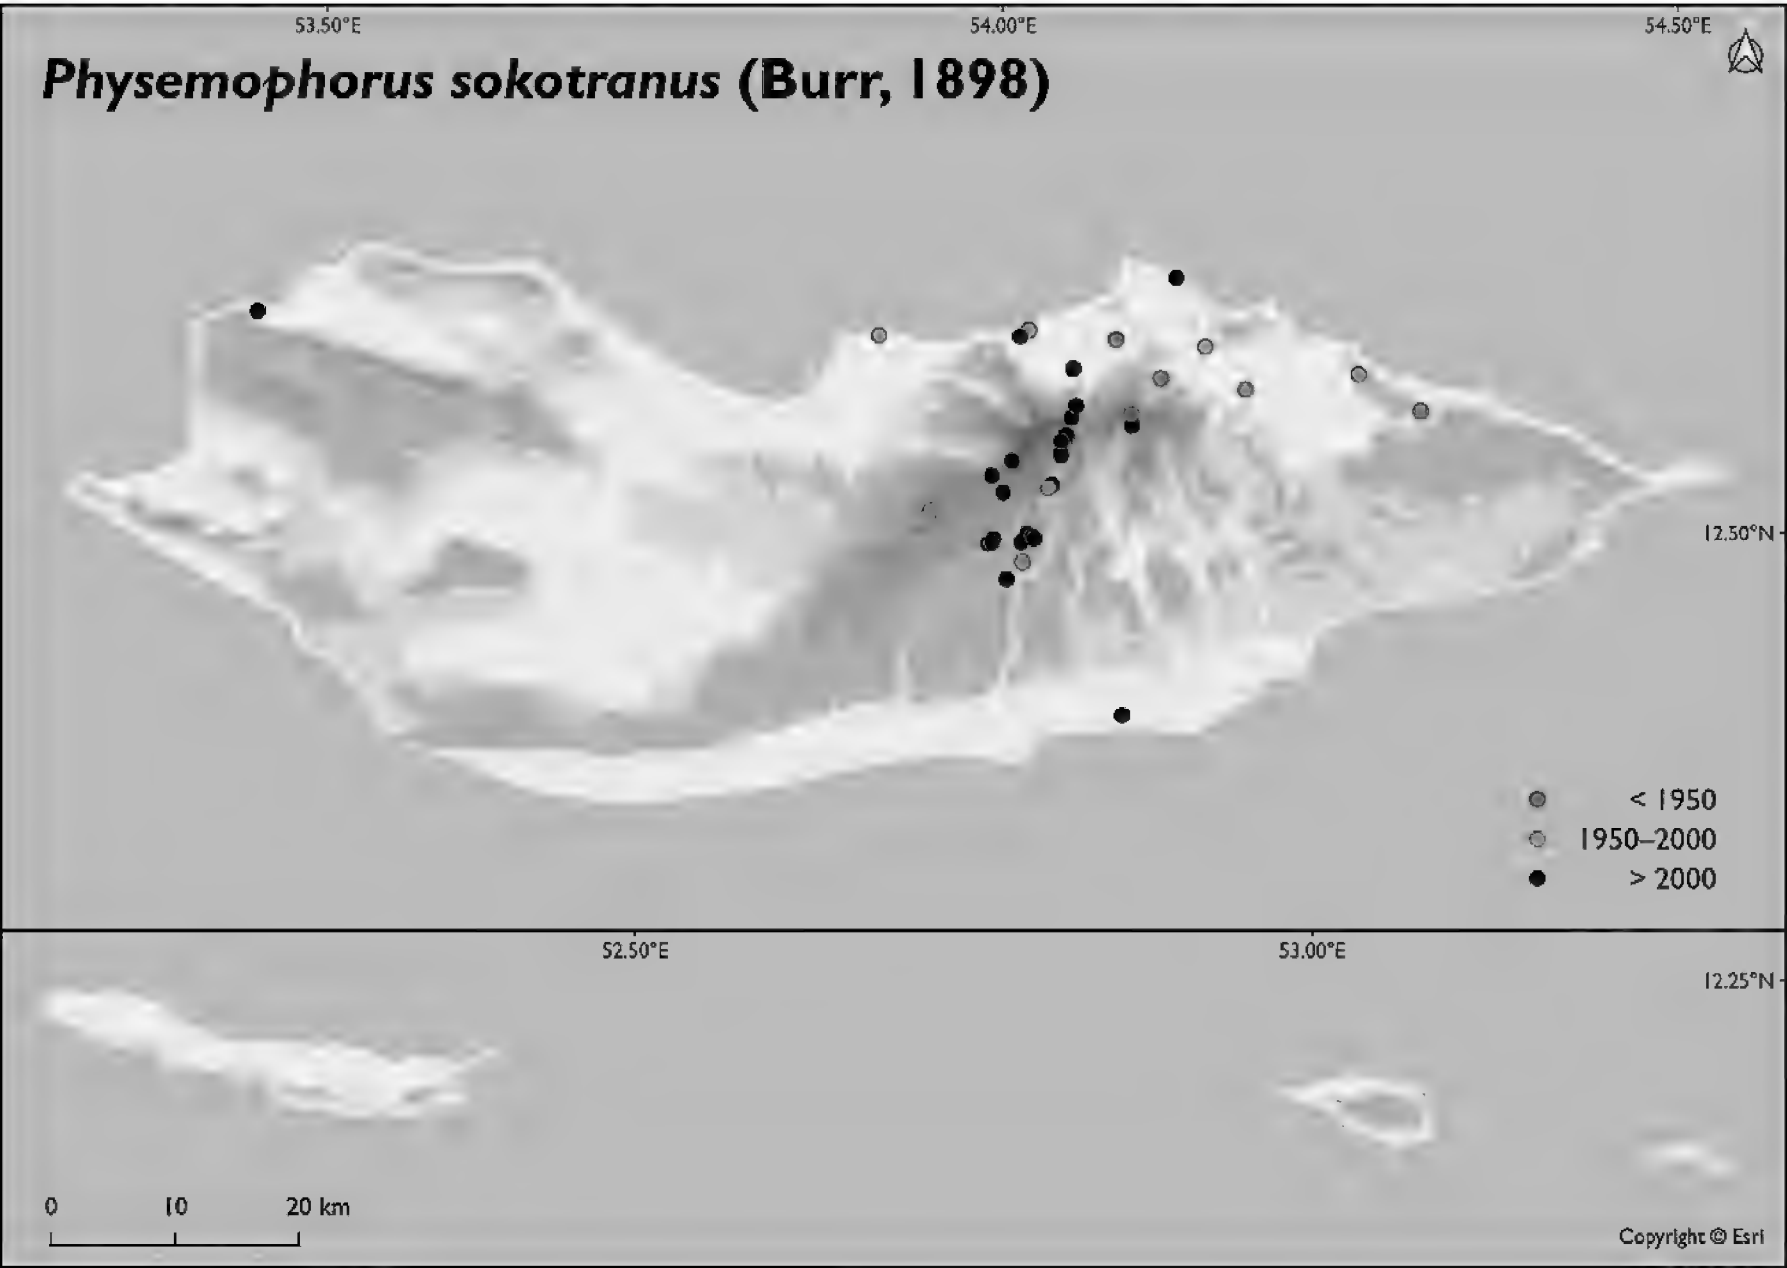 53.50°E 54.00°E 54.50°E
Physemophorus sokotranus (Burr, 1898)
12.50°N
< 1950
1950–2000
> 2000
52.50°E 53.00°E
12.25°N
0 10 20 km
Copyright © Esri